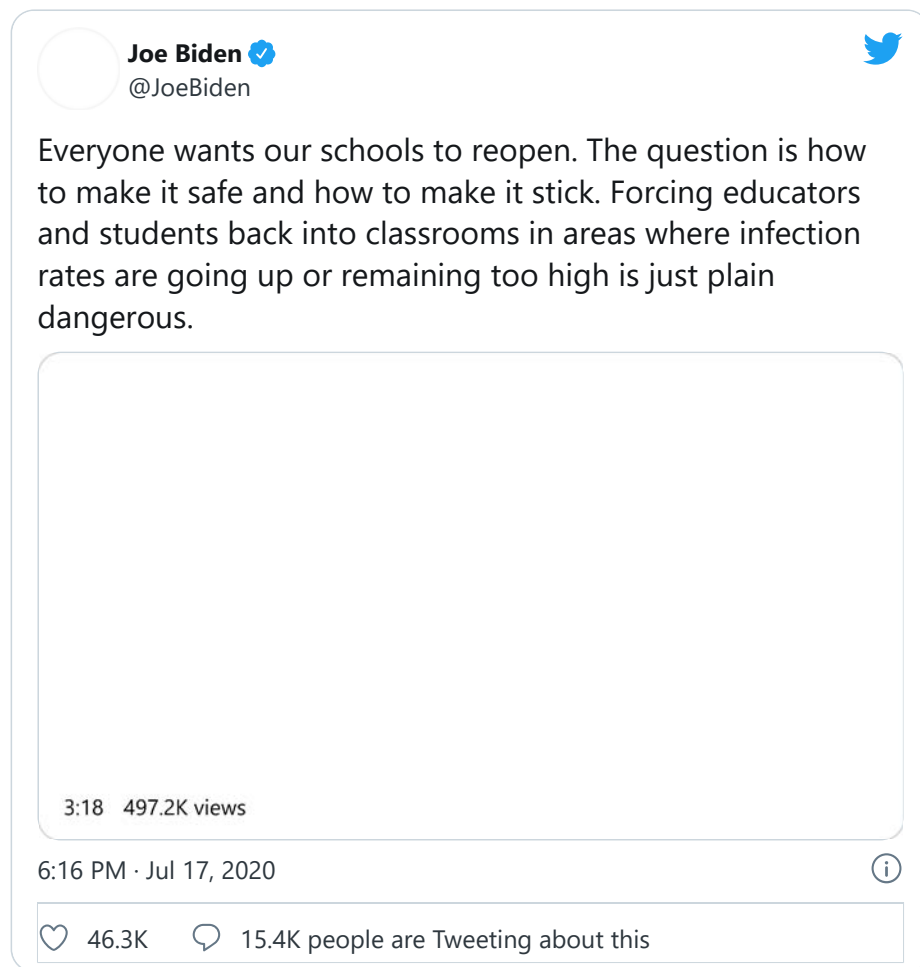 Joe Biden
@JoeBiden
Everyone wants our schools to reopen. The question is how
to make it safe and how to make it stick. Forcing educators
and students back into classrooms in areas where infection
rates are going up or remaining too high is just plain
dangerous.
3:18 497.2K views
6:16 PM · Jul 17, 2020
46.3K 15.4K people are Tweeting about this